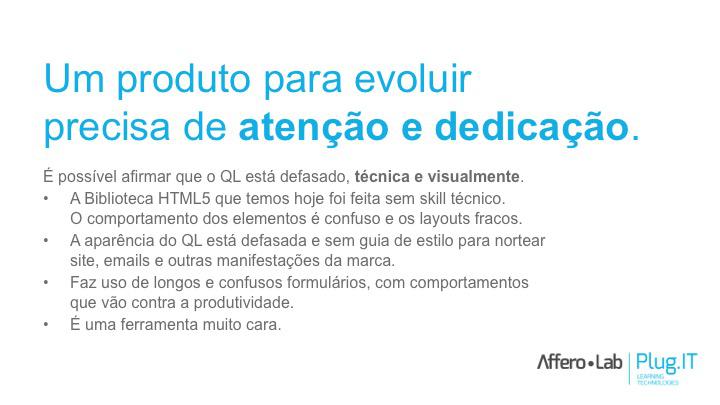 Um produto para evoluir
precisa de atenção e dedicação.
É possível afirmar que o QL está defasado, técnica e visualmente.
• A Biblioteca HTML5 que temos hoje foi feita sem skill técnico.
O comportamento dos elementos é confuso e os layouts fracos.
• A aparência do QL está defasada e sem guia de estilo para nortear
site, emails e outras manifestações da marca.
• Faz uso de longos e confusos formulários, com comportamentos
que vão contra a produtividade.
• É uma ferramenta muito cara.
Affero•Lab
Plug.IT
LEARNING
TECHNOLOGIES